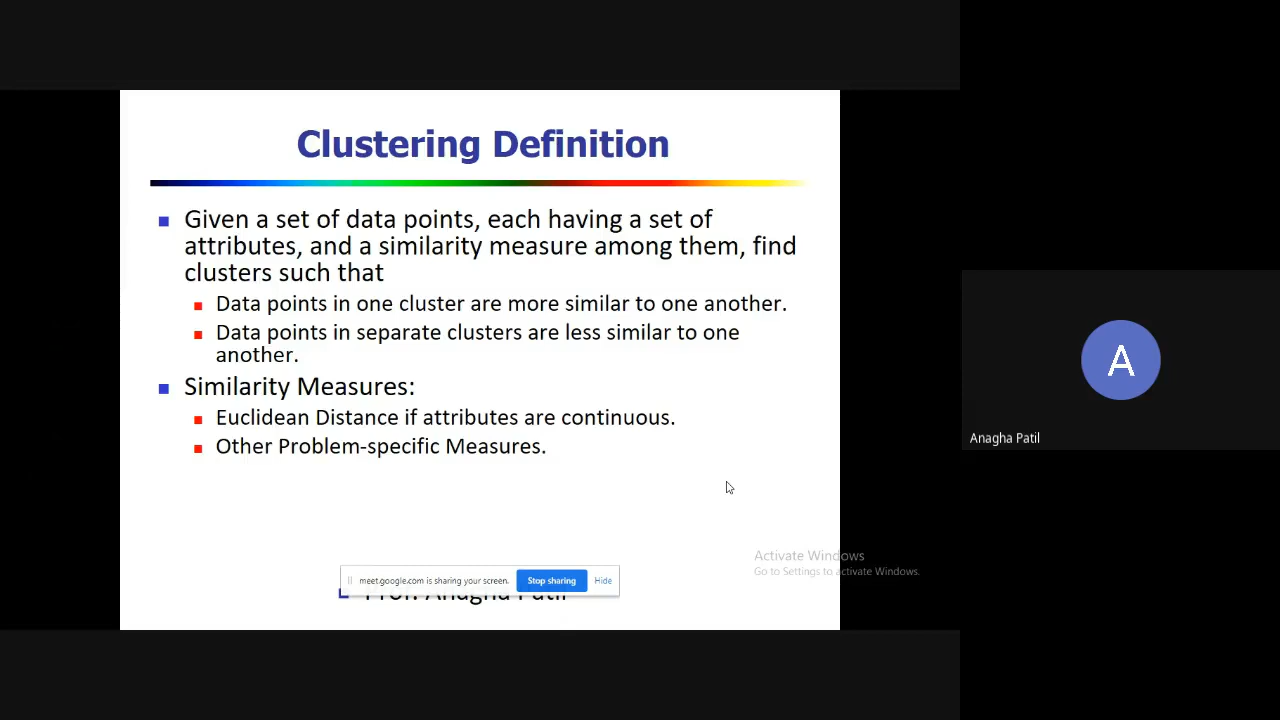 Clustering Definition
Given a set of data points, each having a set of
attributes, and a similarity measure among them, find
clusters such that
Data points in one cluster are more similar to one another.
Data points in separate clusters are less similar to one
another.
Similarity Measures:
Euclidean Distance if attributes are continuous.
Other Problem-specific Measures.
A
Anagha Patil
Activate Windows
Go to Settings to activate Windows.
meet.google.com is sharing your screen.
Stop sharing
Hide
Prof. Anagha Patil